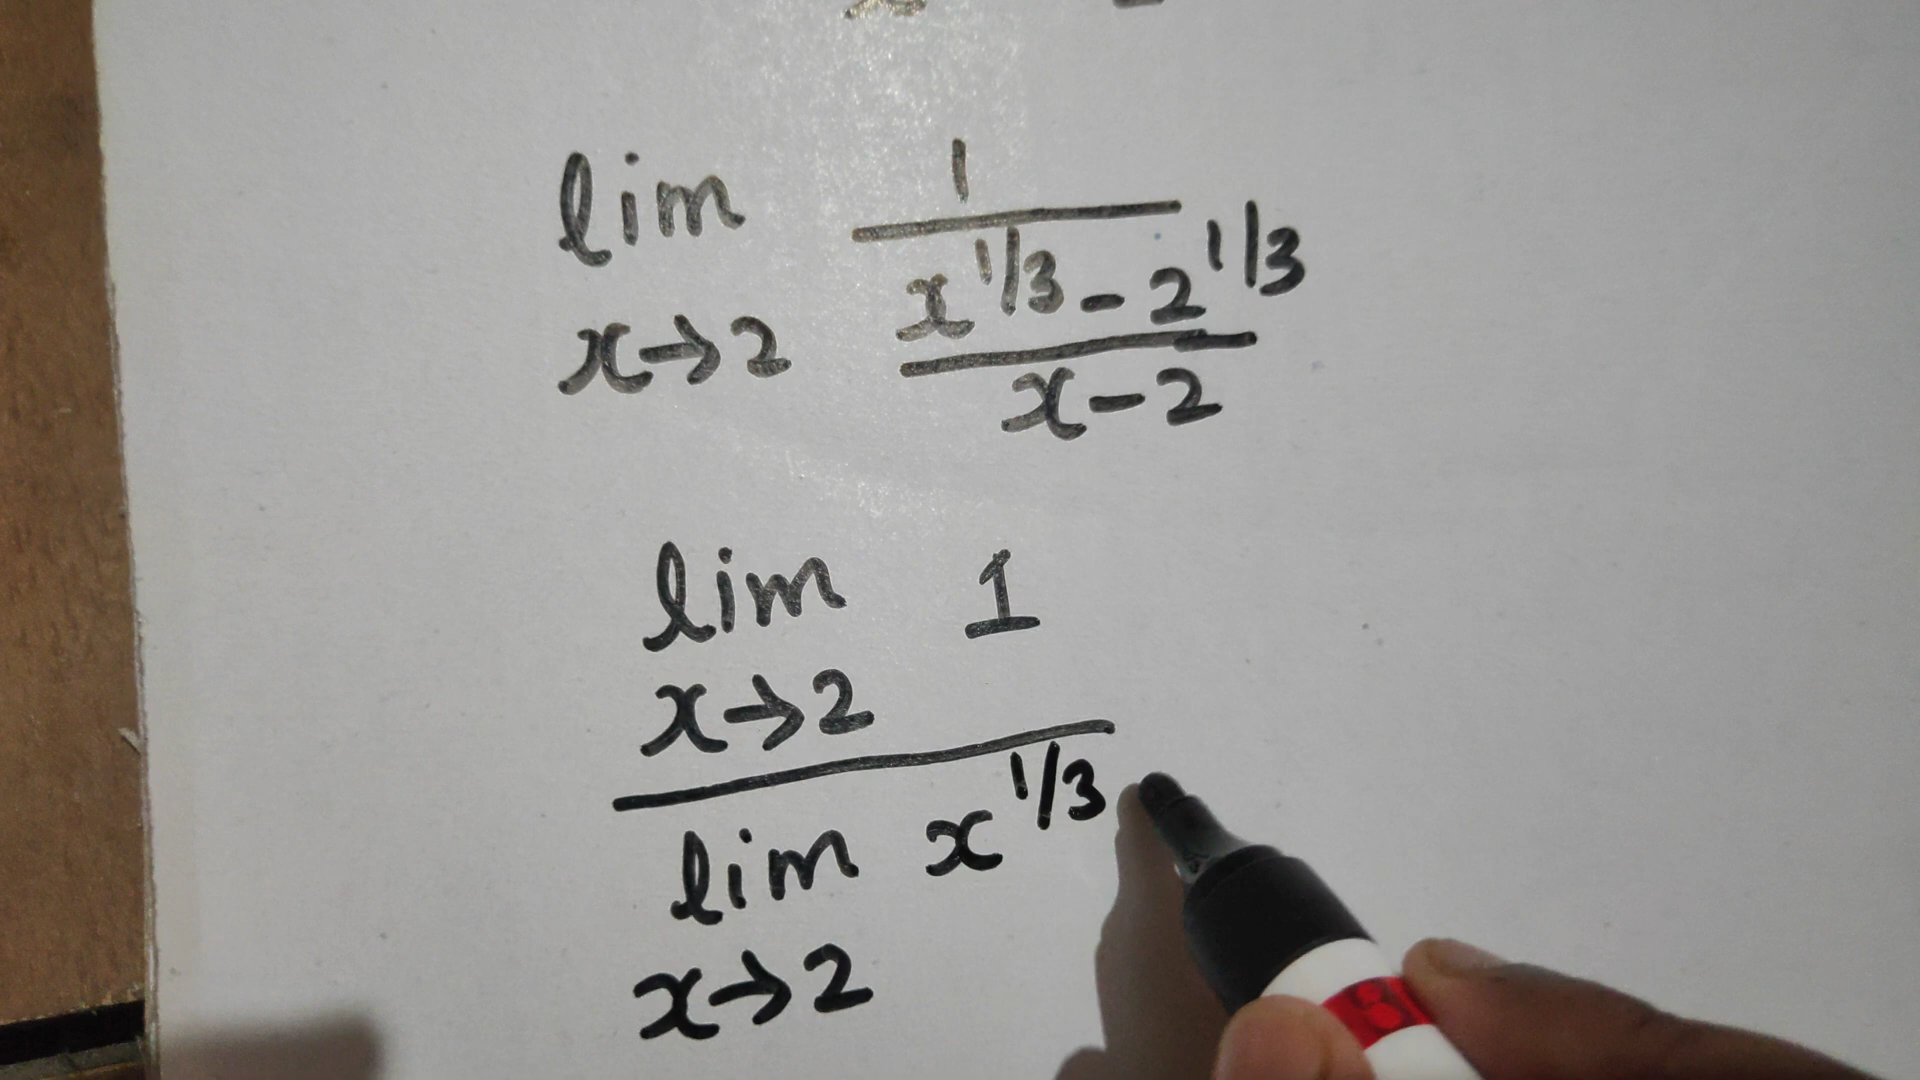 lim 1
x→2 x^1/3 - 2^1/3
x-2
lim 1
x→2
lim x^1/3
x→2